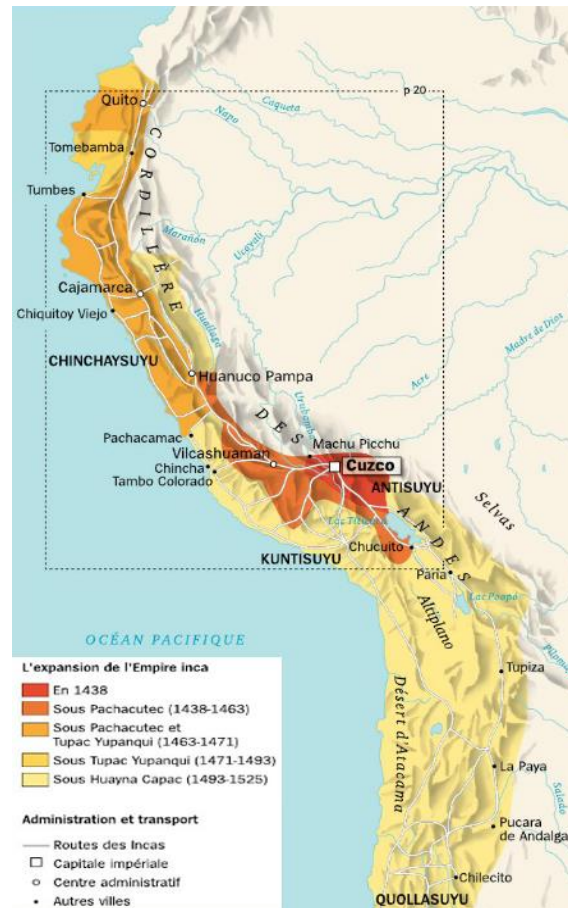 p 20
Quito
Caqueta
Napo
Tomebamba
CORDILLÈRE
Tumbes
Marañón
Ucayali
Cajamarca
Chiquitoy Viejo
Huallaga
Madre de Dios
CHINCHAYSUYU
Acre
Huanuco Pampa
DES
Urubamba
Pachacamac
Machu Picchu
Vilcashuaman
Cuzco
Chincha
Tambo Colorado
ANTISUYU
Selvas
Lac Titicaca
ANDES
Chucuito
KUNTISUYU
Paria
Lac Poopó
Altiplano
OCÉAN PACIFIQUE
Tupiza
Désert d'Atacama
La Paya
Salado
Pucara
de Andalga
Chilecito
QUOLLASUYU
L'expansion de l'Empire inca
En 1438
Sous Pachacutec (1438-1463)
Sous Pachacutec et
Tupac Yupanqui (1463-1471)
Sous Tupac Yupanqui (1471-1493)
Sous Huayna Capac (1493-1525)
Administration et transport
Routes des Incas
Capitale impériale
Centre administratif
Autres villes